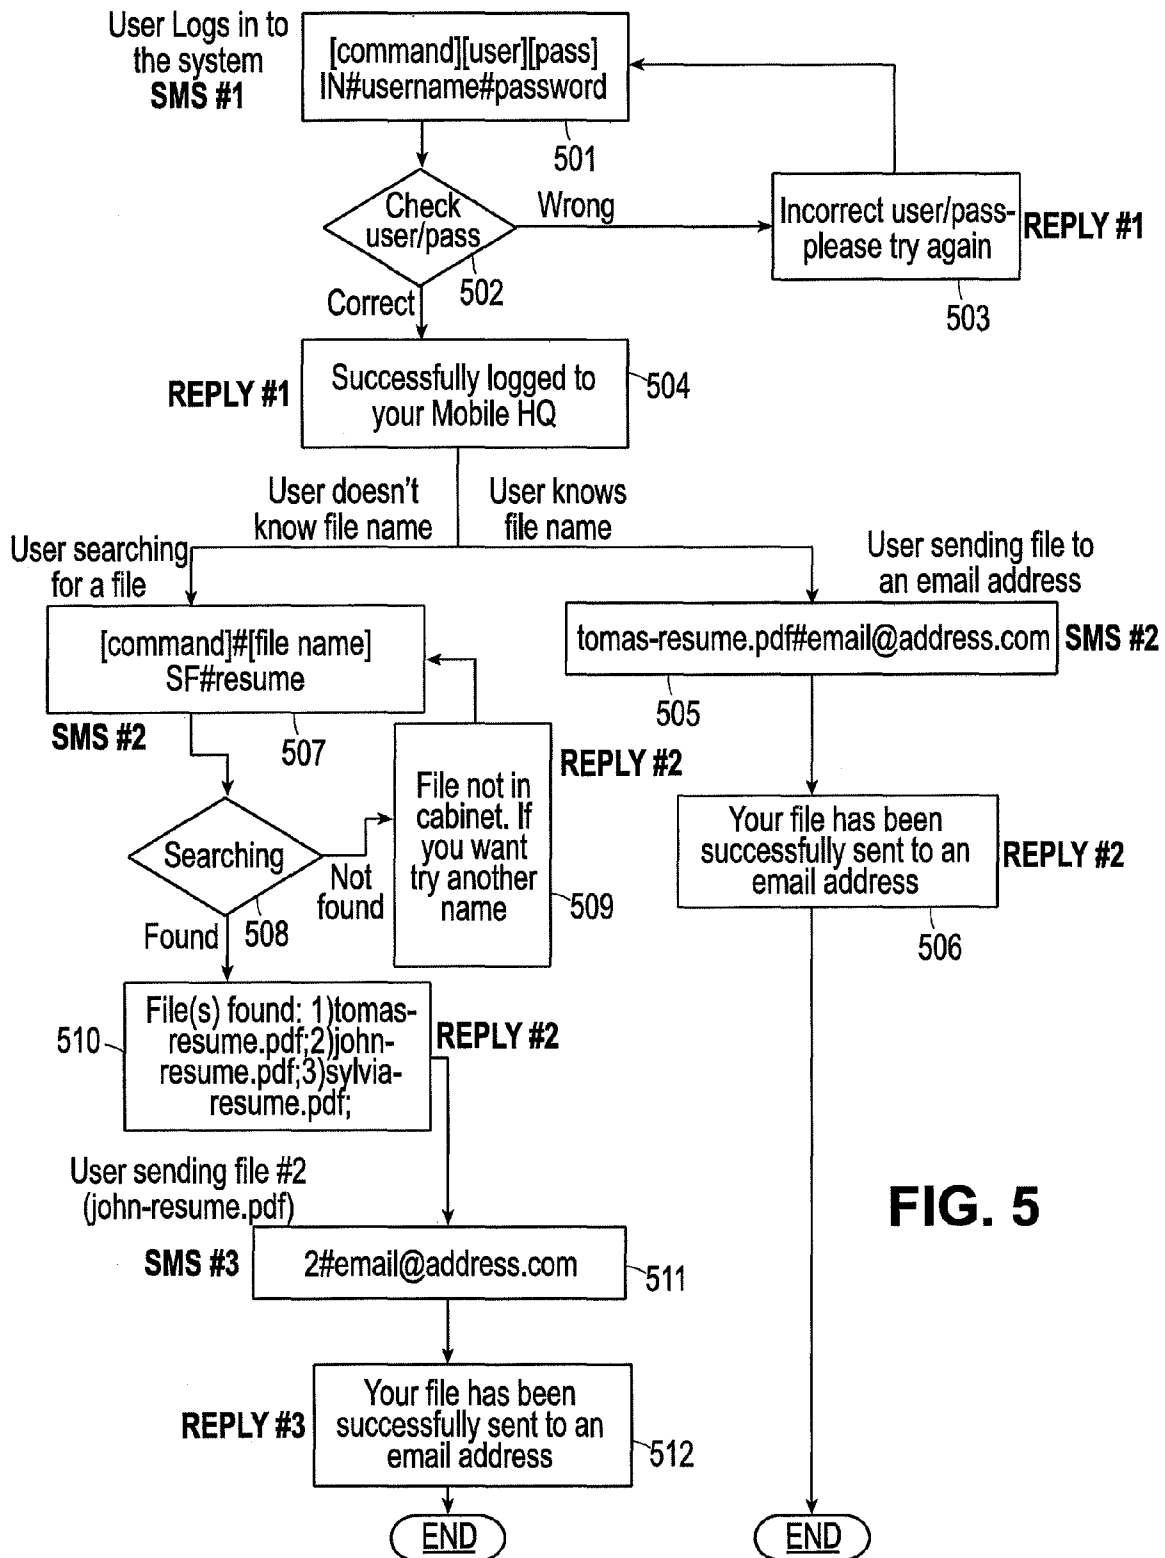 User Logs in to
the system
SMS #1
[command][user][pass]
IN#username#password
501
Check
user/pass
502
Wrong
Incorrect user/pass-
please try again
REPLY #1
503
Correct
REPLY #1
Successfully logged to
your Mobile HQ
504
User doesn't
know file name
User knows
file name
User searching
for a file
User sending file to
an email address
[command]#[file name]
SF#resume
SMS #2
507
tomas-resume.pdf#email@address.com
SMS #2
505
File not in
cabinet. If
you want
try another
name
REPLY #2
509
Searching
508
Not
found
Found
Your file has been
successfully sent to an
email address
REPLY #2
506
510
File(s) found: 1)tomas-
resume.pdf;2)john-
resume.pdf;3)sylvia-
resume.pdf;
REPLY #2
User sending file #2
(john-resume.pdf)
SMS #3
2#email@address.com
511
FIG. 5
REPLY #3
Your file has been
successfully sent to an
email address
512
END
END